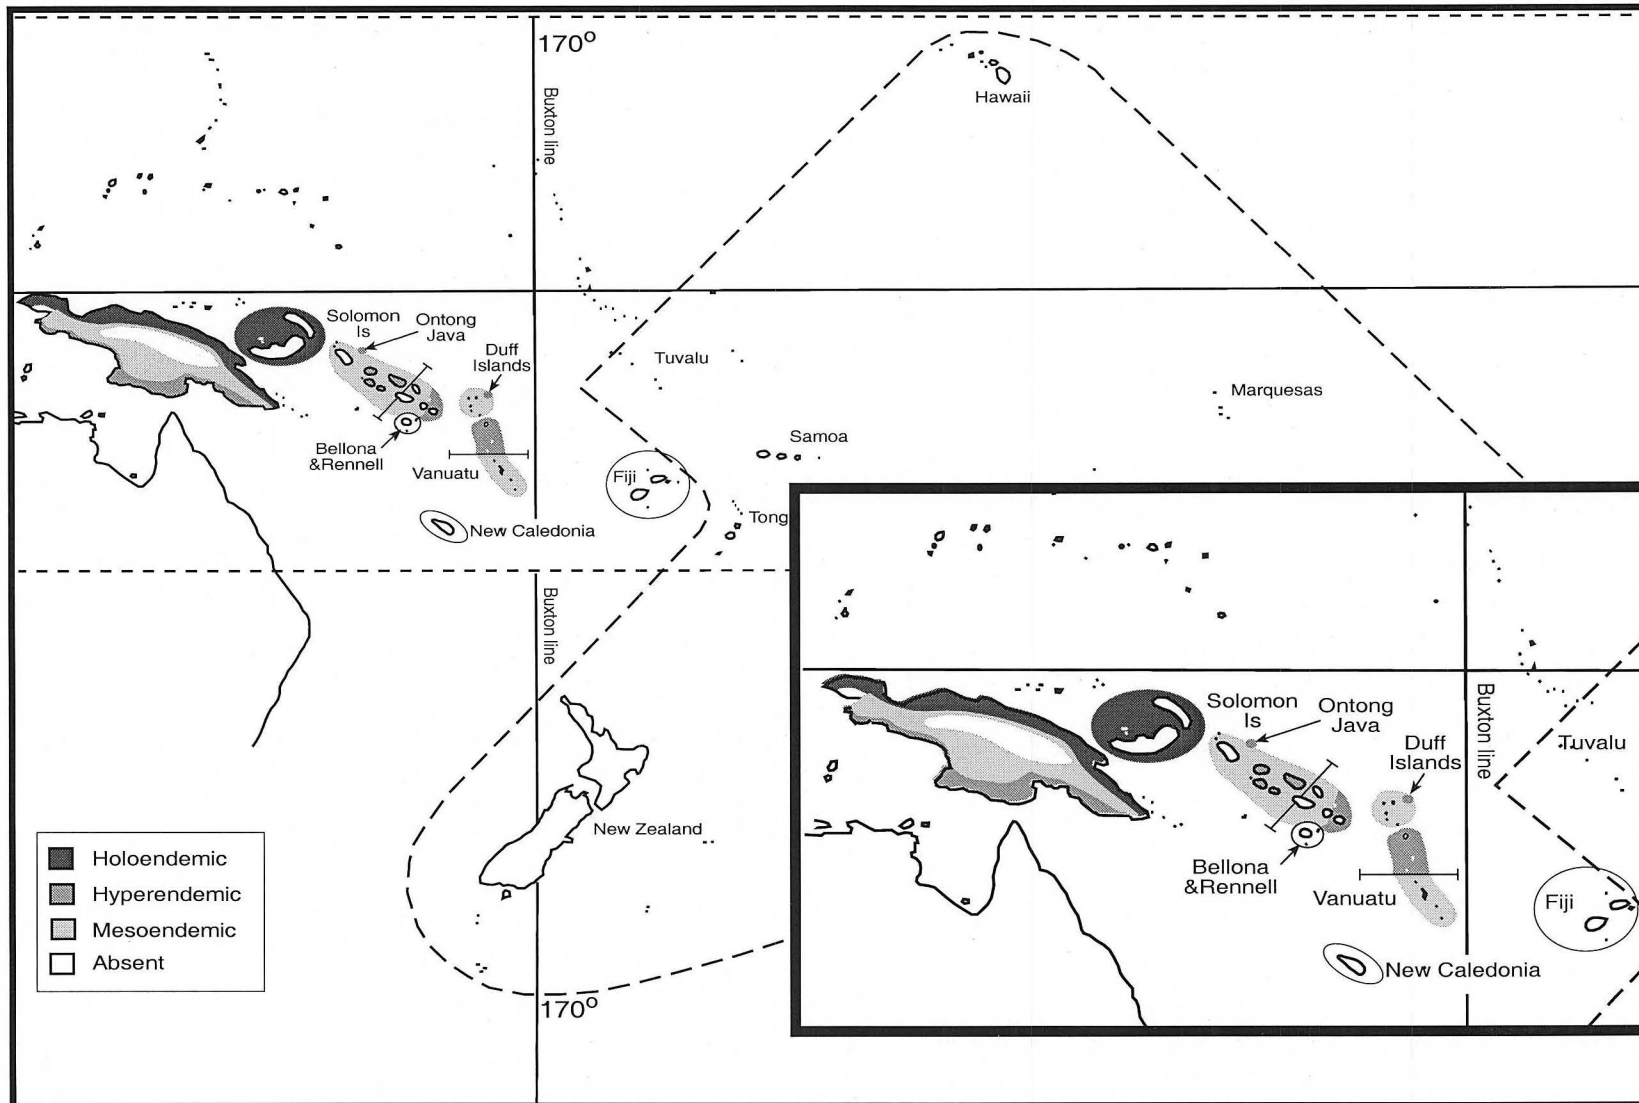 170º
Buxton line
Hawaii
Solomon
Is
Ontong
Java
Duff
Islands
Tuvalu
Marquesas
Bellona
&Rennell
Vanuatu
Samoa
Fiji
Tong
New Caledonia
Buxton line
New Zealand
170º
Holoendemic
Hyperendemic
Mesoendemic
Absent
Solomon
Is
Ontong
Java
Duff
Islands
Buxton line
Tuvalu
Bellona
&Rennell
Vanuatu
Fiji
New Caledonia